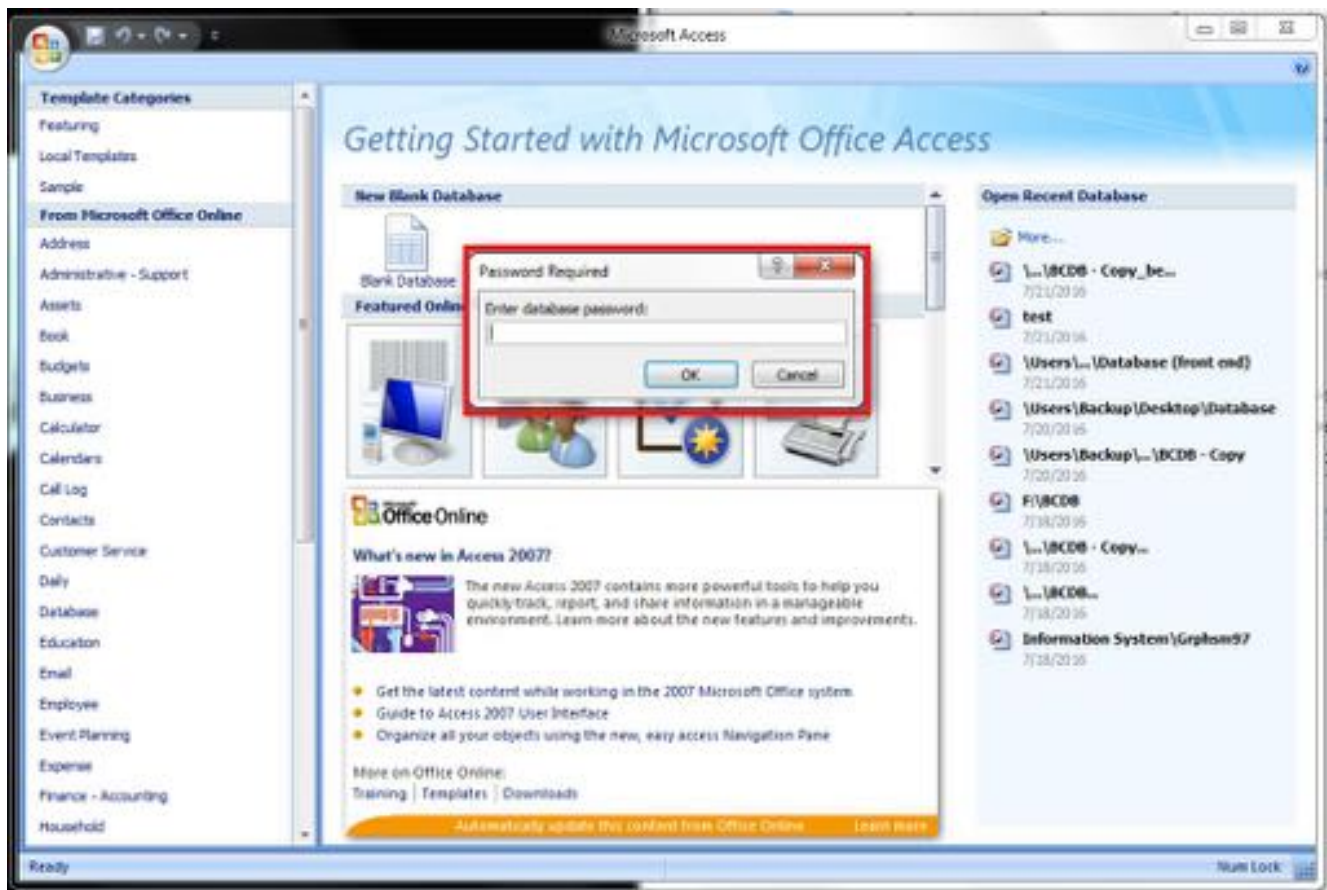 Microsoft Access
Template Categories
Featuring
Local Templates
Sample
From Microsoft Office Online
Address
Administrative - Support
Assets
Book
Budgets
Business
Calculator
Calendars
Call Log
Contacts
Customer Service
Daily
Database
Education
Email
Employee
Event Planning
Expense
Finance - Accounting
Household
Getting Started with Microsoft Office Access
New Blank Database
Blank Database
Featured Online
Password Required
Enter database password:
OK
Cancel
Office Online
What's new in Access 2007?
The new Access 2007 contains more powerful tools to help you
quickly track, report, and share information in a manageable
environment. Learn more about the new features and improvements.
Get the latest content while working in the 2007 Microsoft Office system.
Guide to Access 2007 User Interface
Organize all your objects using the new, easy access Navigation Pane
More on Office Online:
Training | Templates | Downloads
Automatically update this content from Office Online
Learn more
Open Recent Database
More...
\...\BCDB - Copy_be...
7/21/2016
test
7/21/2016
\Users\...\Database (front end)
7/21/2016
\Users\Backup\Desktop\Database
7/20/2016
\Users\Backup\...\BCDB - Copy
7/20/2016
F:\BCDB
7/18/2016
\...\BCDB - Copy...
7/18/2016
\...\BCDB...
7/18/2016
Information System\Grphsm97
7/18/2016
Ready
Num Lock